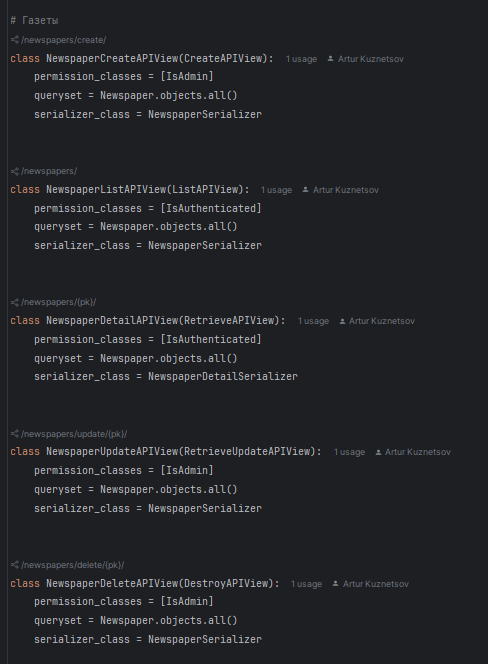 # Газеты
/newspapers/create/
class NewspaperCreateAPIView(CreateAPIView): 1 usage Artur Kuznetsov
permission_classes = [IsAdmin]
queryset = Newspaper.objects.all()
serializer_class = NewspaperSerializer
/newspapers/
class NewspaperListAPIView(ListAPIView): 1 usage Artur Kuznetsov
permission_classes = [IsAuthenticated]
queryset = Newspaper.objects.all()
serializer_class = NewspaperSerializer
/newspapers/{pk}/
class NewspaperDetailAPIView(RetrieveAPIView): 1 usage Artur Kuznetsov
permission_classes = [IsAuthenticated]
queryset = Newspaper.objects.all()
serializer_class = NewspaperDetailSerializer
/newspapers/update/{pk}/
class NewspaperUpdateAPIView(RetrieveUpdateAPIView): 1 usage Artur Kuznetsov
permission_classes = [IsAdmin]
queryset = Newspaper.objects.all()
serializer_class = NewspaperSerializer
/newspapers/delete/{pk}/
class NewspaperDeleteAPIView(DestroyAPIView): 1 usage Artur Kuznetsov
permission_classes = [IsAdmin]
queryset = Newspaper.objects.all()
serializer_class = NewspaperSerializer